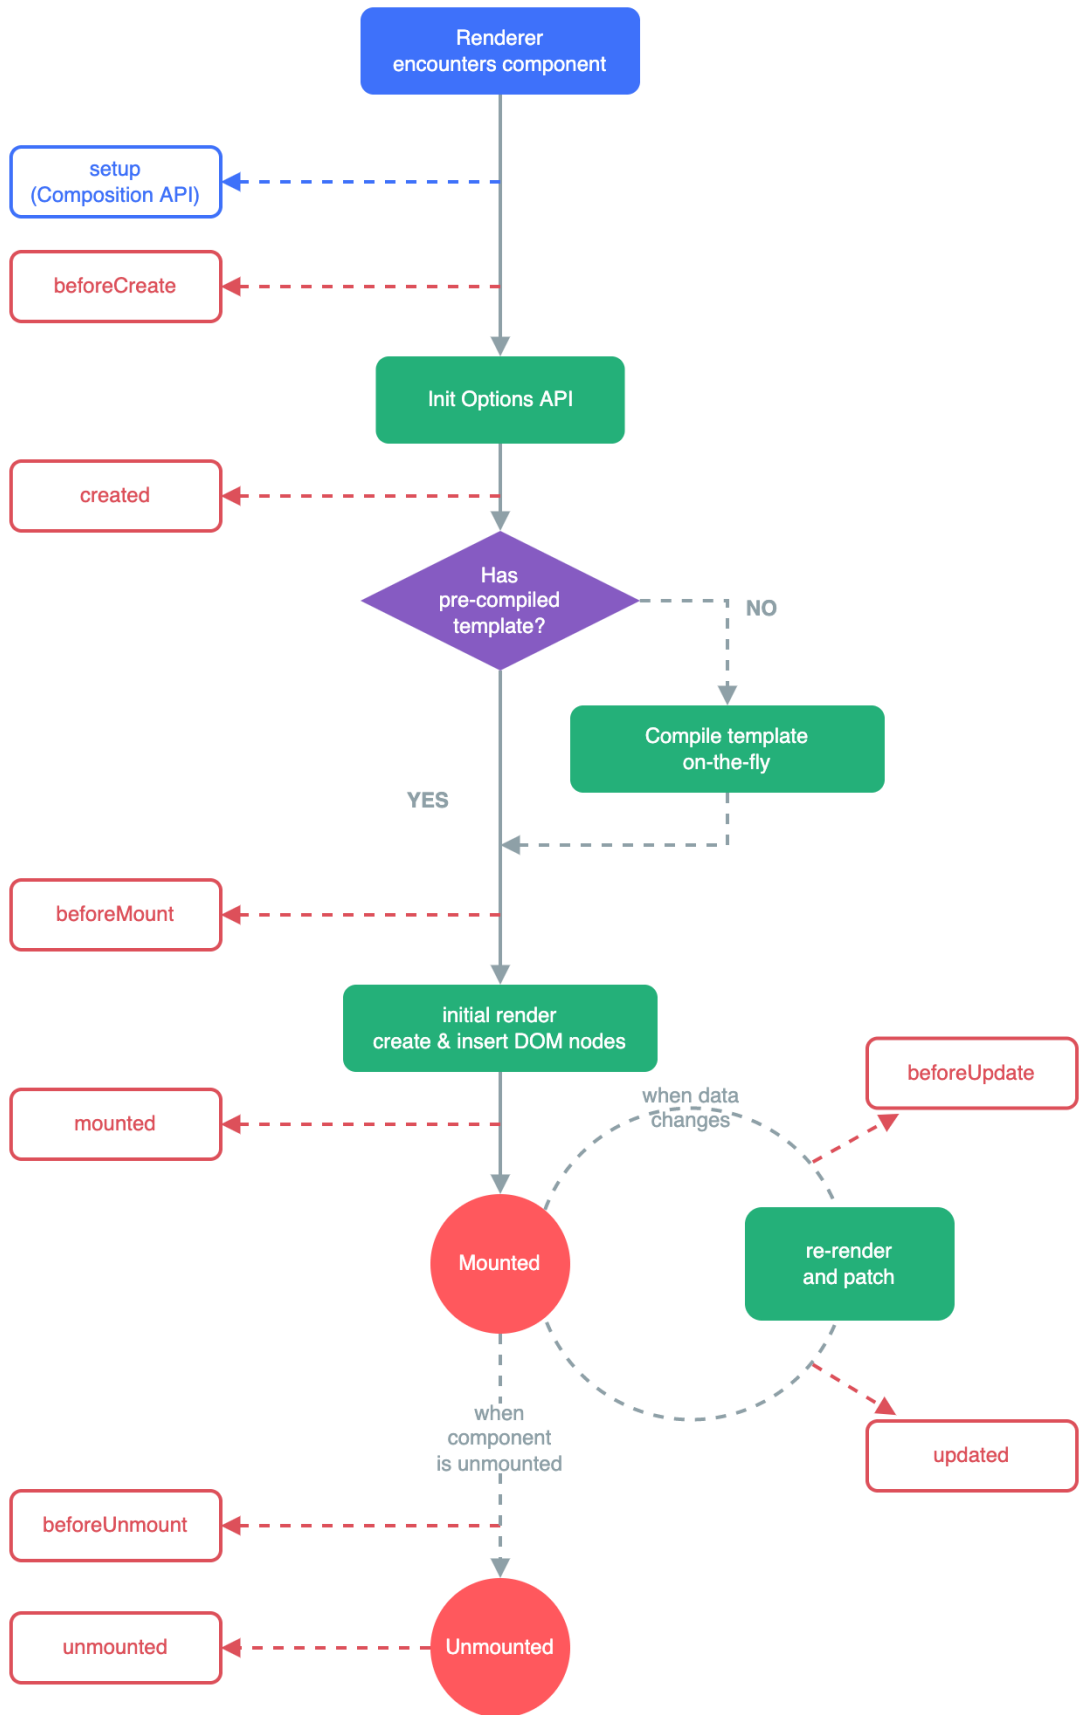 Renderer
encounters component
setup
(Composition API)
beforeCreate
Init Options API
created
Has
pre-compiled
template?
NO
Compile template
on-the-fly
YES
beforeMount
initial render
create & insert DOM nodes
beforeUpdate
when data
changes
mounted
Mounted
re-render
and patch
when
component
is unmounted
updated
beforeUnmount
unmounted
Unmounted